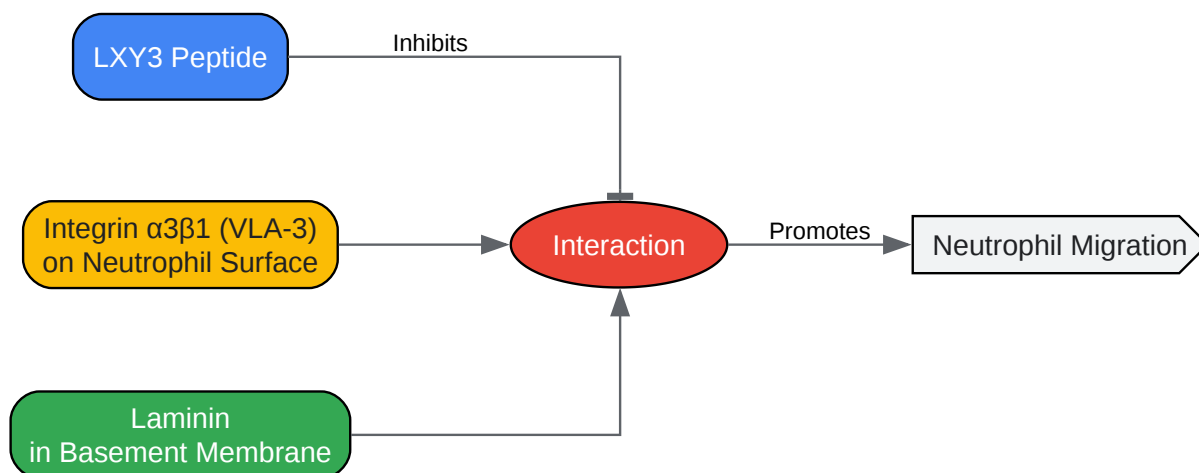 LXY3 Peptide
Inhibits
Integrin α3β1 (VLA-3)
on Neutrophil Surface
Interaction
Promotes
Neutrophil Migration
Laminin
in Basement Membrane